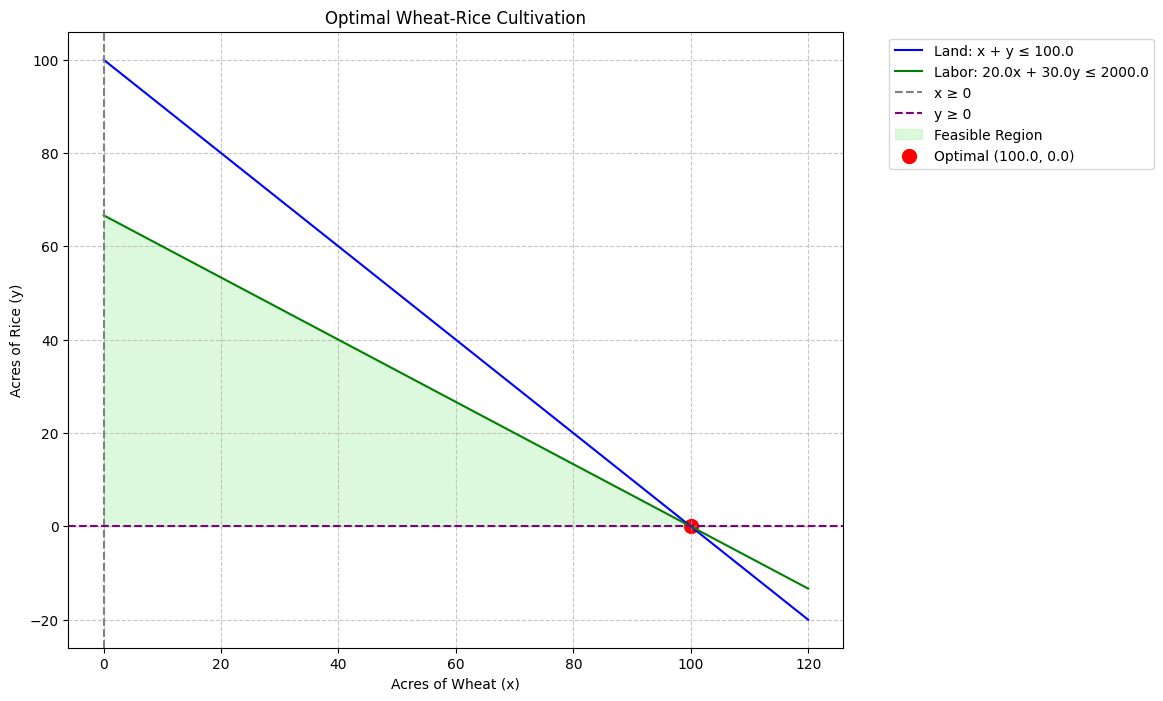 Optimal Wheat-Rice Cultivation
Land: x + y ≤ 100.0
Labor: 20.0x + 30.0y ≤ 2000.0
x ≥ 0
y ≥ 0
Feasible Region
Optimal (100.0, 0.0)
Acres of Rice (y)
100
80
60
40
20
0
−20
0 20 40 60 80 100 120
Acres of Wheat (x)